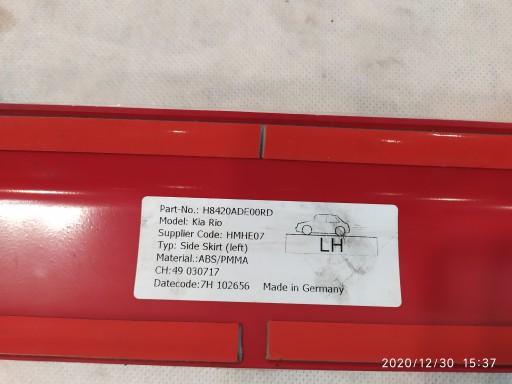 Part-No.: H8420ADE00RD
Model: Kia Rio
Supplier Code: HMHE07
Typ: Side Skirt (left)
Material.:ABS/PMMA
CH:49 030717
Datecode:7H 102656 Made in Germany
LH
2020/12/30 15:37